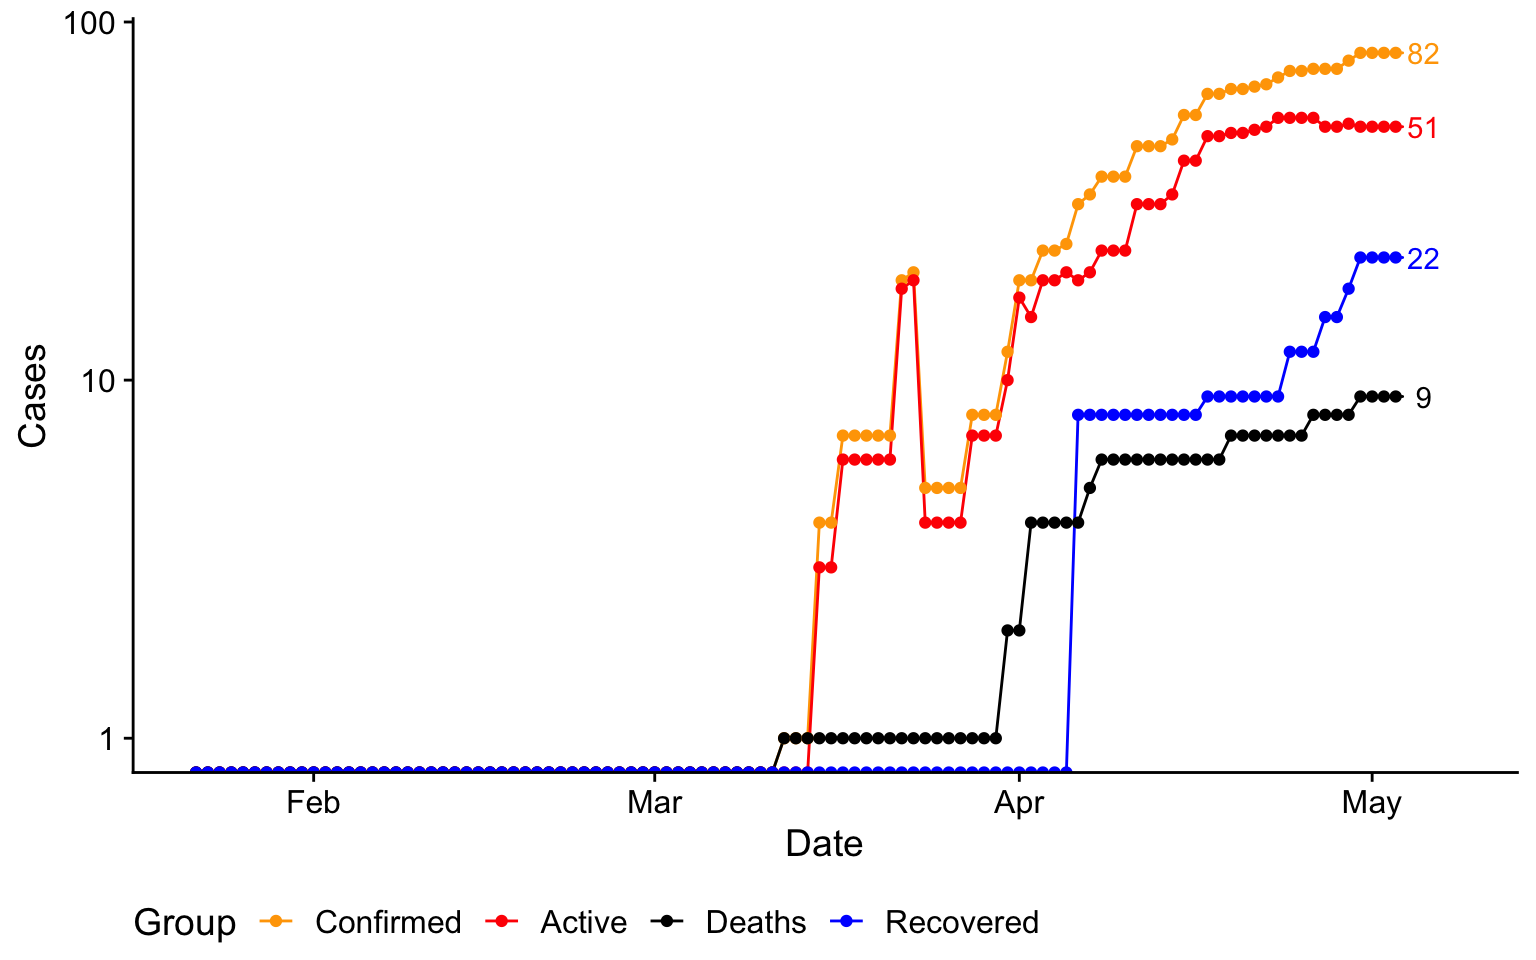 100
82
51
22
Cases
10
9
1
Feb Mar Apr May
Date
Group Confirmed Active Deaths Recovered